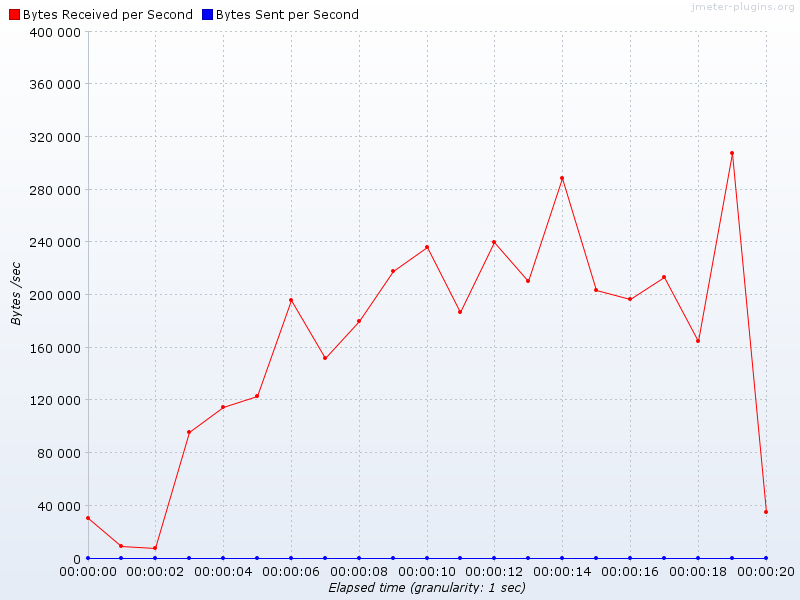 jmeter-plugins.org
Bytes Received per Second Bytes Sent per Second
400 000
360 000
320 000
280 000
240 000
200 000
160 000
120 000
80 000
40 000
0
Bytes /sec
00:00:00 00:00:02 00:00:04 00:00:06 00:00:08 00:00:10 00:00:12 00:00:14 00:00:16 00:00:18 00:00:20
Elapsed time (granularity: 1 sec)